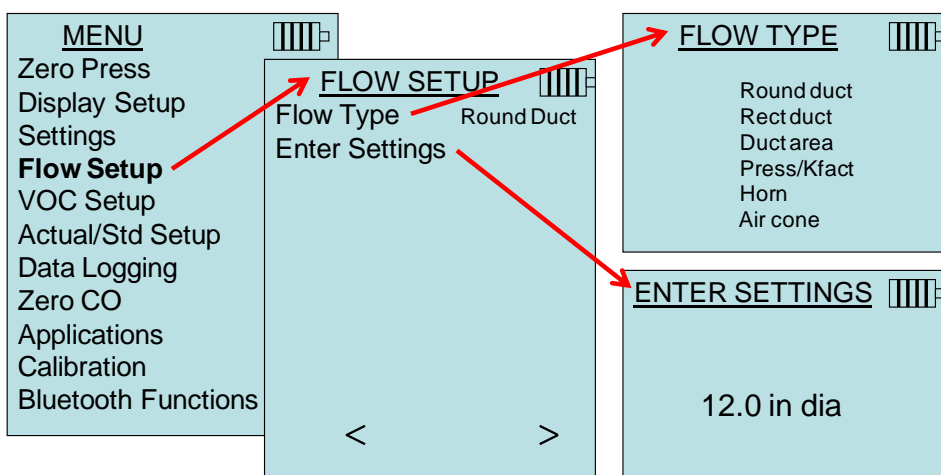 MENU
Zero Press
Display Setup
Settings
Flow Setup
VOC Setup
Actual/Std Setup
Data Logging
Zero CO
Applications
Calibration
Bluetooth Functions
FLOW SETUP
Flow Type Round Duct
Enter Settings
< >
FLOW TYPE
Round duct
Rect duct
Duct area
Press/Kfact
Horn
Air cone
ENTER SETTINGS
12.0 in dia